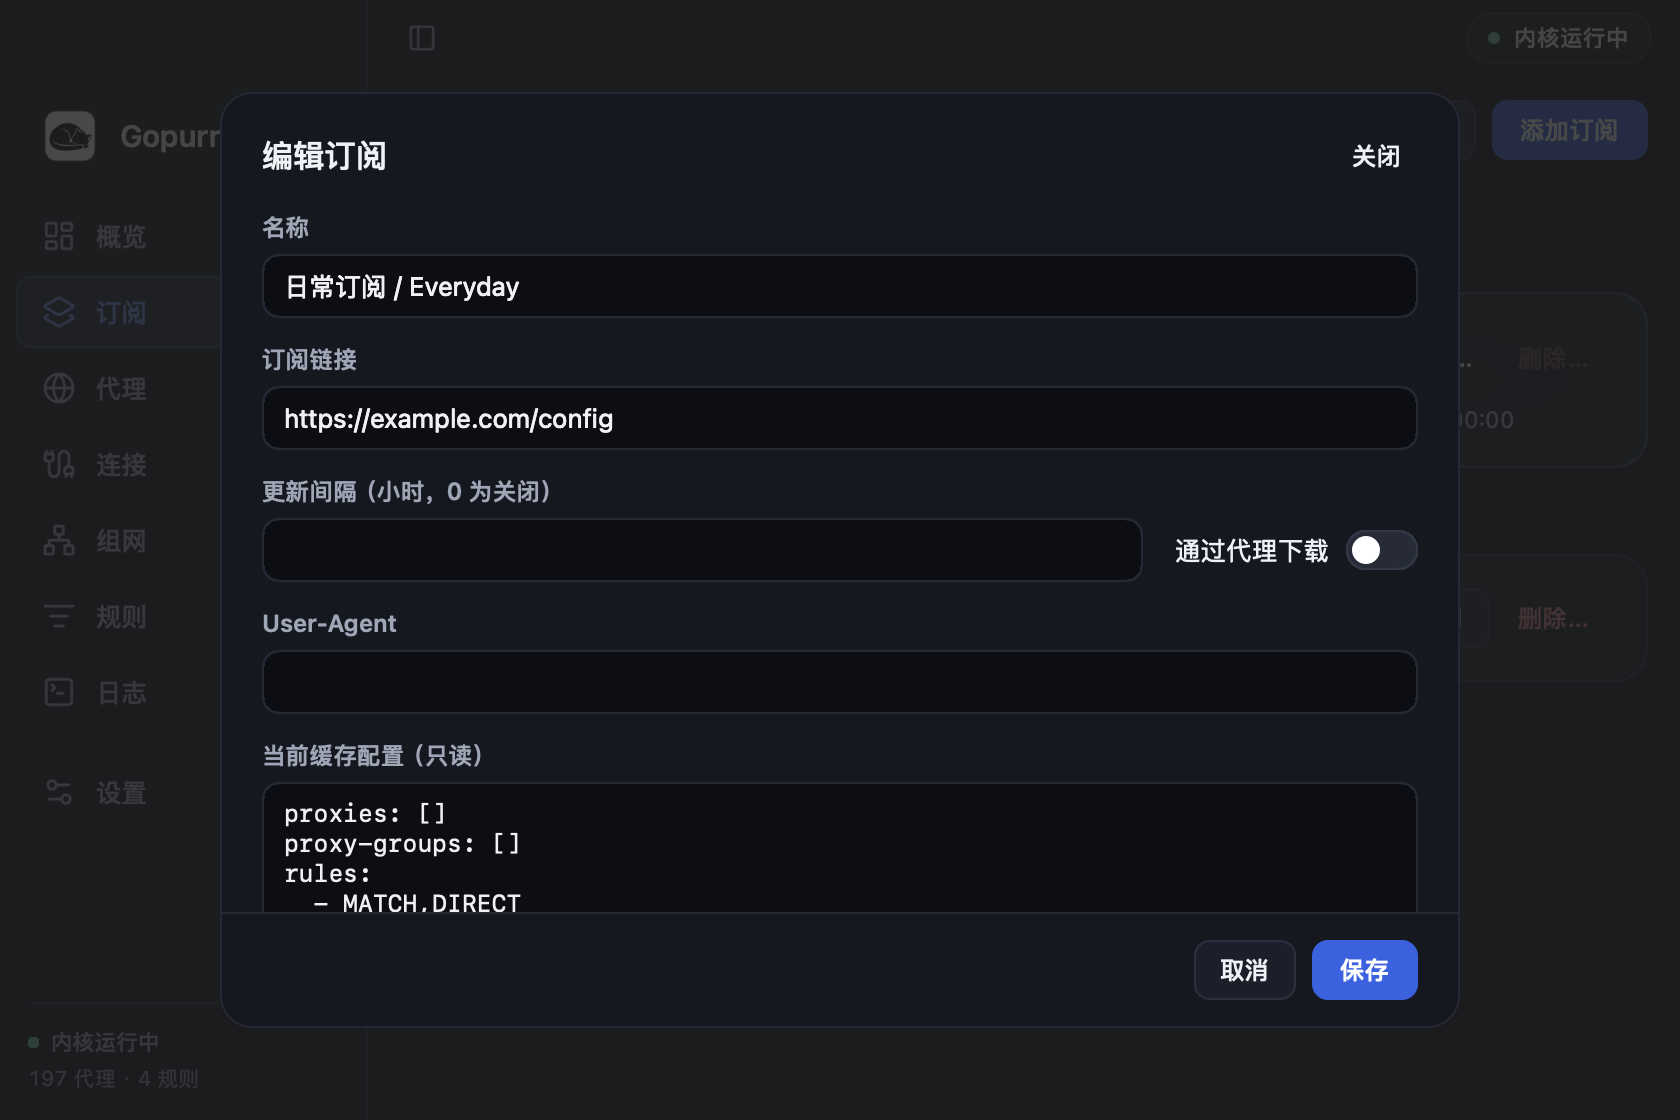 内核运行中
Gopurr
添加订阅
概览
订阅
代理
连接
组网
规则
日志
设置
内核运行中
197 代理 · 4 规则
编辑订阅
关闭
名称
日常订阅 / Everyday
订阅链接
https://example.com/config
更新间隔（小时，0 为关闭）
通过代理下载
User-Agent
当前缓存配置（只读）
proxies: []
proxy-groups: []
rules:
  - MATCH,DIRECT
取消
保存
删除...
00:00
删除...